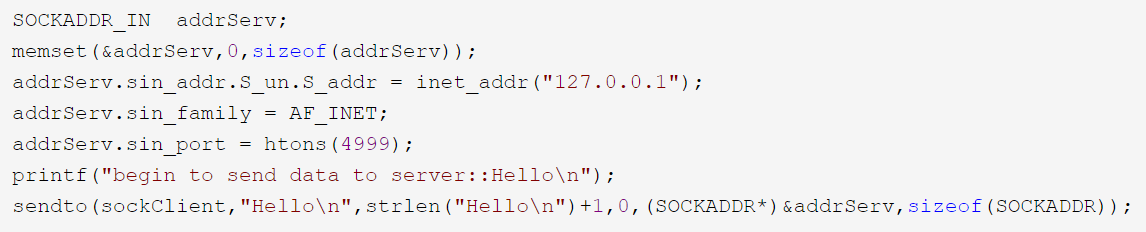 SOCKADDR_IN  addrServ;
memset(&addrServ,0,sizeof(addrServ));
addrServ.sin_addr.S_un.S_addr = inet_addr("127.0.0.1");
addrServ.sin_family = AF_INET;
addrServ.sin_port = htons(4999);
printf("begin to send data to server::Hello\n");
sendto(sockClient,"Hello\n",strlen("Hello\n")+1,0,(SOCKADDR*)&addrServ,sizeof(SOCKADDR));